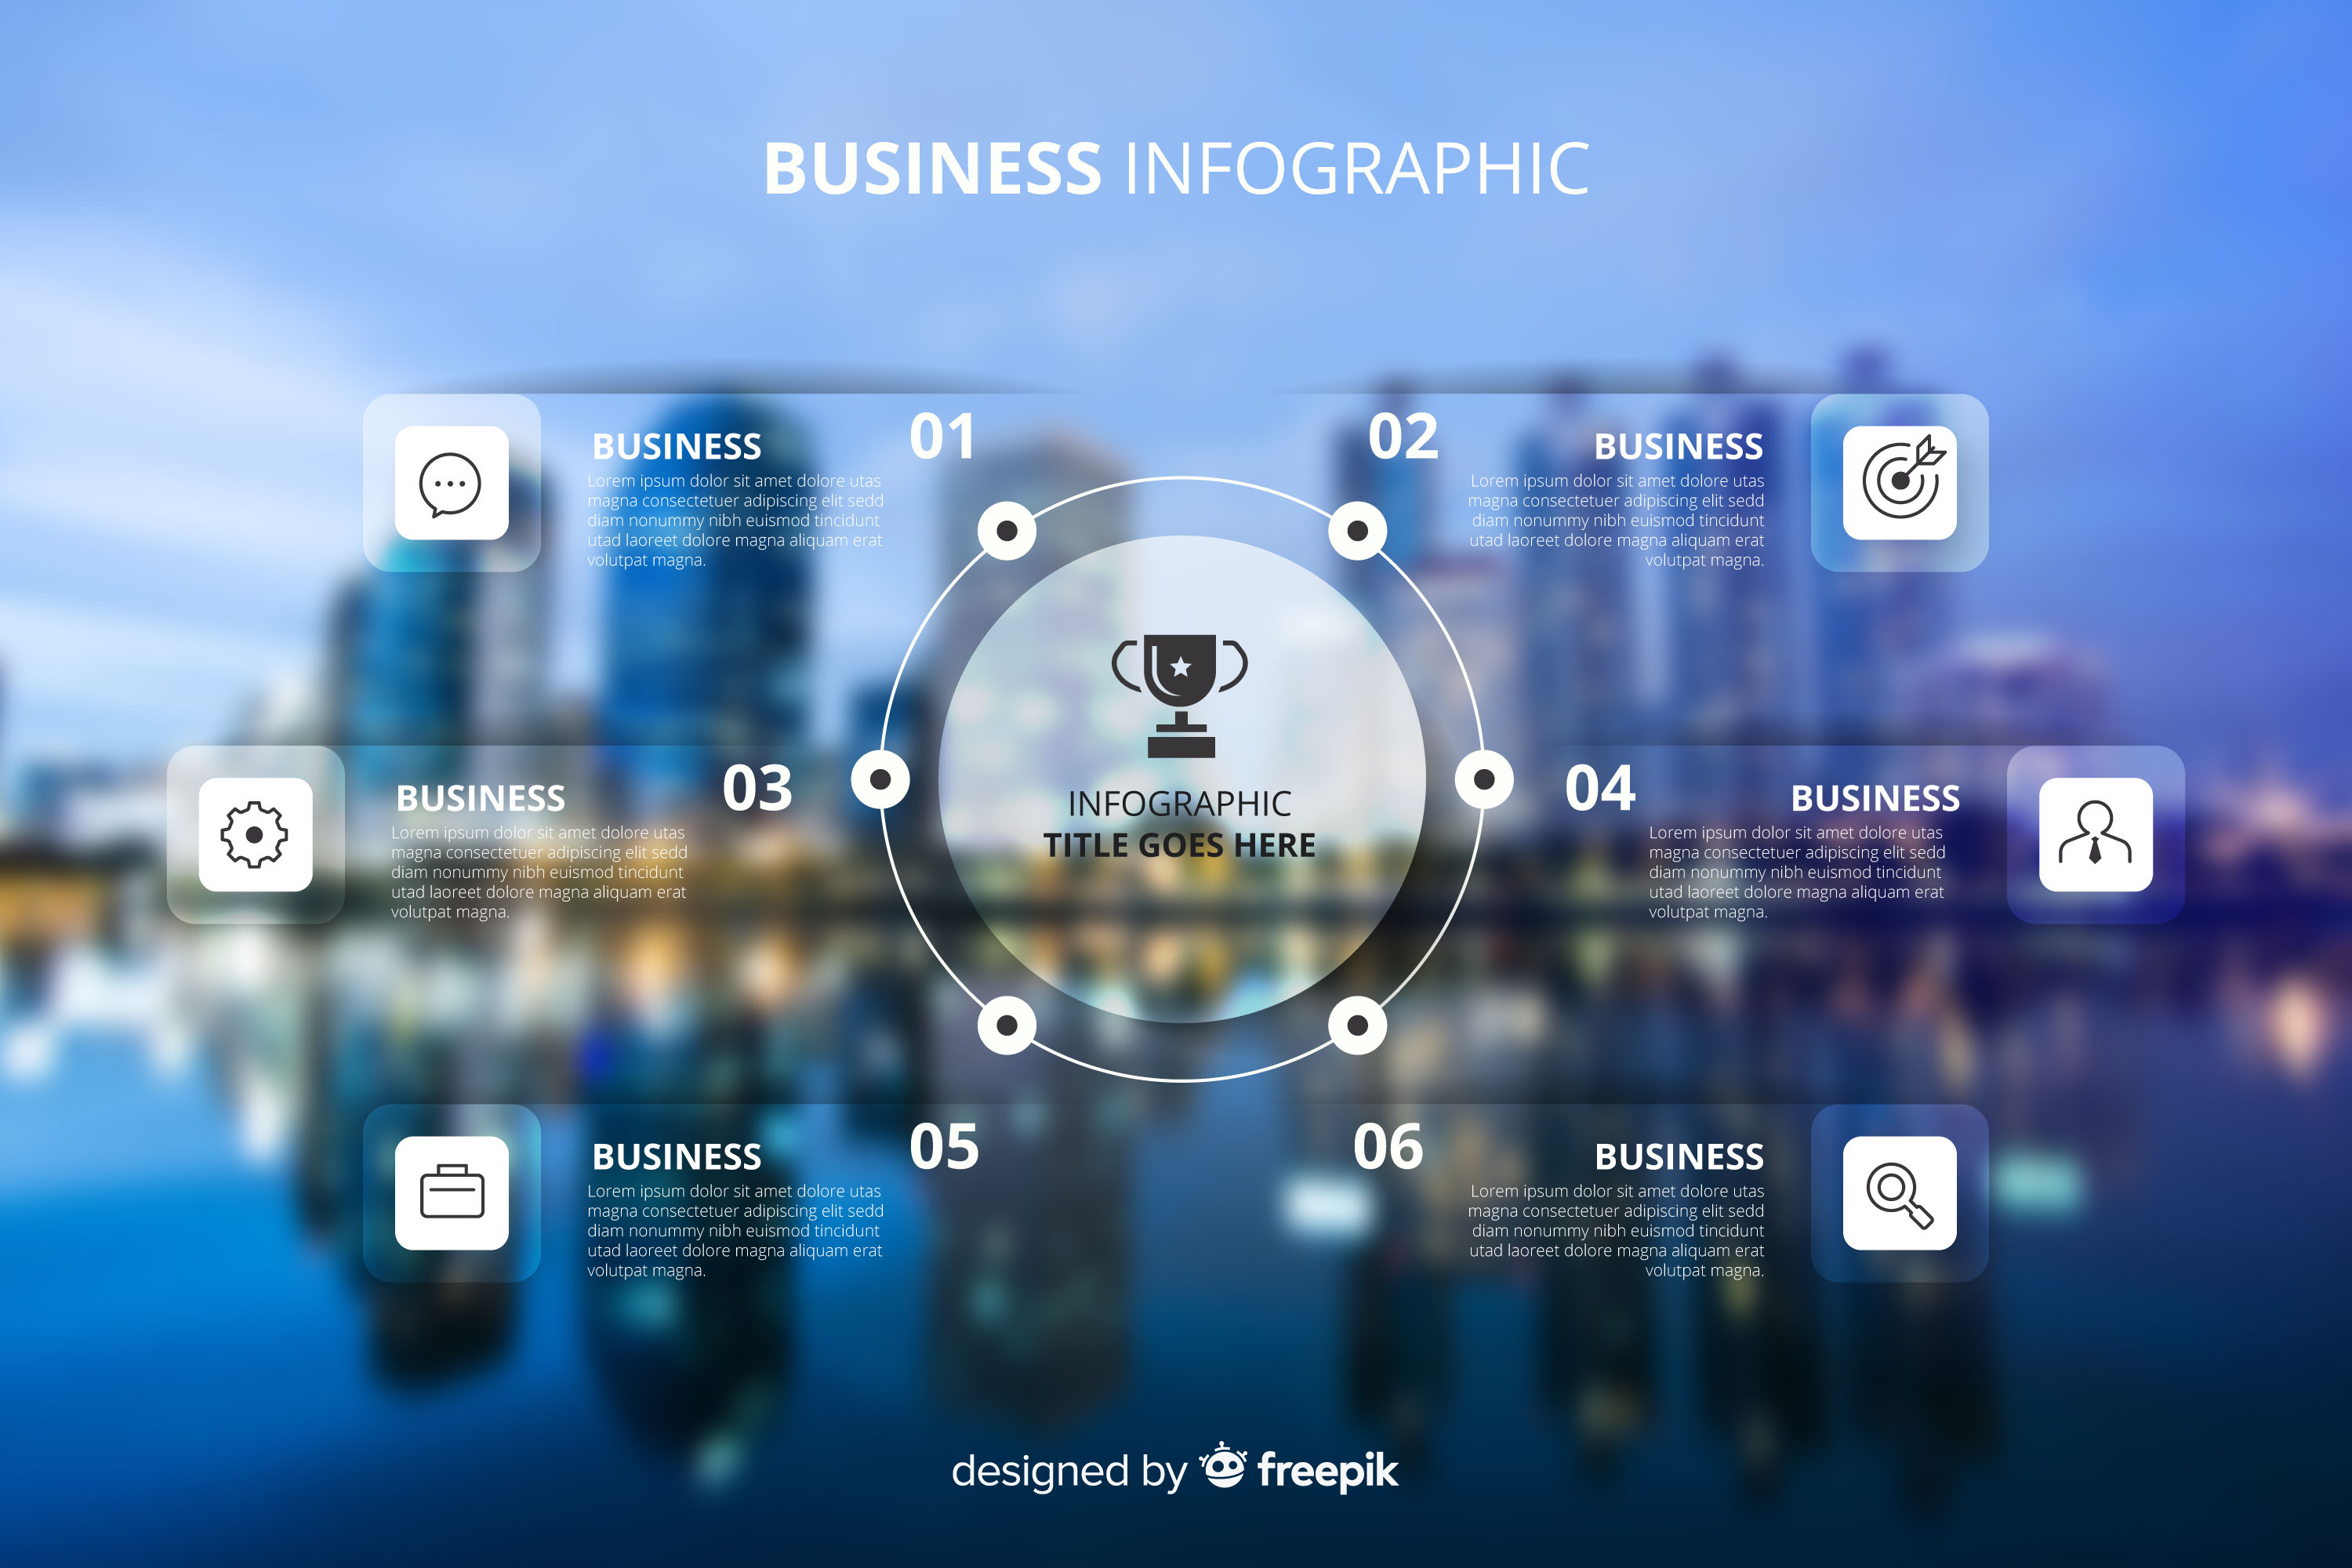 BUSINESS INFOGRAPHIC
01
BUSINESS
Lorem ipsum dolor sit amet dolore utas
magna consectetuer adipiscing elit sedd
diam nonummy nibh euismod tincidunt
utad laoreet dolore magna aliquam erat
volutpat magna.
02
BUSINESS
Lorem ipsum dolor sit amet dolore utas
magna consectetuer adipiscing elit sedd
diam nonummy nibh euismod tincidunt
utad laoreet dolore magna aliquam erat
volutpat magna.
INFOGRAPHIC
TITLE GOES HERE
03
BUSINESS
Lorem ipsum dolor sit amet dolore utas
magna consectetuer adipiscing elit sedd
diam nonummy nibh euismod tincidunt
utad laoreet dolore magna aliquam erat
volutpat magna.
04
BUSINESS
Lorem ipsum dolor sit amet dolore utas
magna consectetuer adipiscing elit sedd
diam nonummy nibh euismod tincidunt
utad laoreet dolore magna aliquam erat
volutpat magna.
05
BUSINESS
Lorem ipsum dolor sit amet dolore utas
magna consectetuer adipiscing elit sedd
diam nonummy nibh euismod tincidunt
utad laoreet dolore magna aliquam erat
volutpat magna.
06
BUSINESS
Lorem ipsum dolor sit amet dolore utas
magna consectetuer adipiscing elit sedd
diam nonummy nibh euismod tincidunt
utad laoreet dolore magna aliquam erat
volutpat magna.
designed by freepik